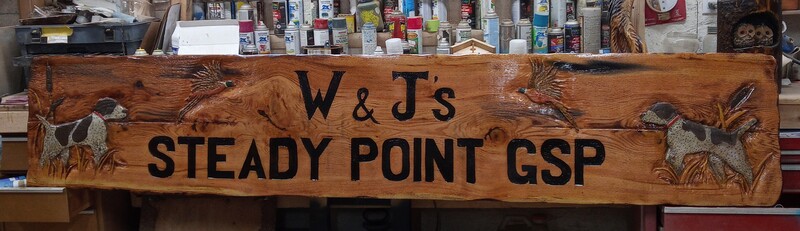 W & J's
STEADY POINT GSP